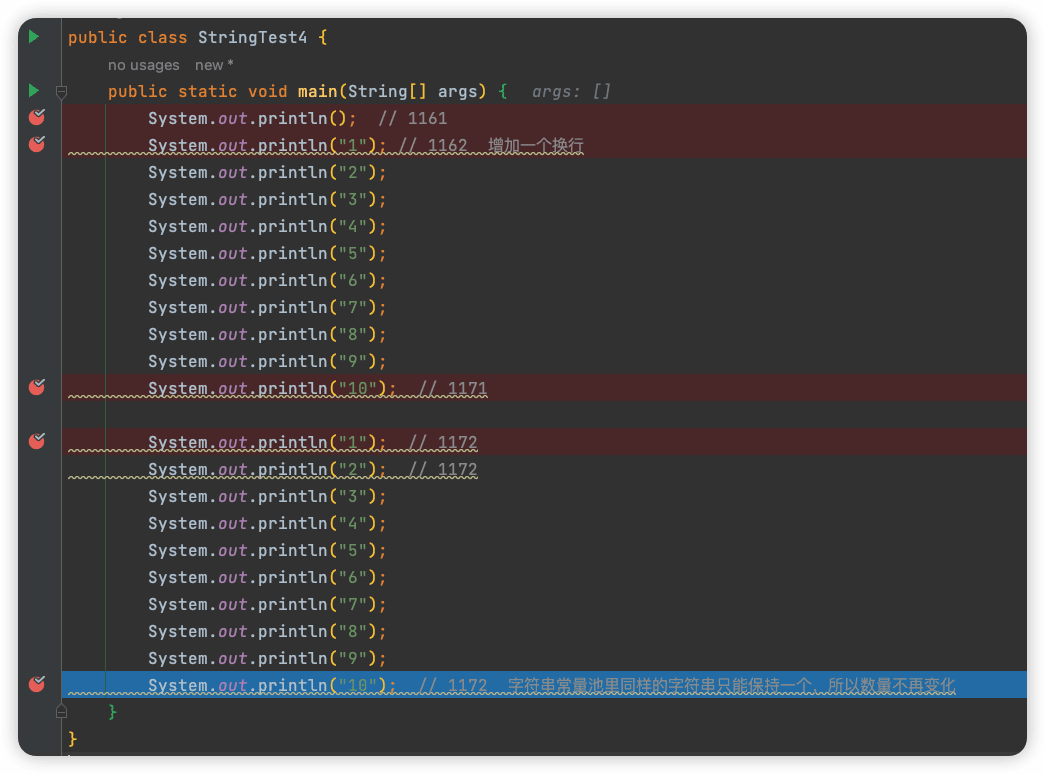 public class StringTest4 {
no usages   new *
public static void main(String[] args) {   args: []
System.out.println();  // 1161
System.out.println("1"); // 1162  增加一个换行
System.out.println("2");
System.out.println("3");
System.out.println("4");
System.out.println("5");
System.out.println("6");
System.out.println("7");
System.out.println("8");
System.out.println("9");
System.out.println("10");  // 1171
System.out.println("1");  // 1172
System.out.println("2");  // 1172
System.out.println("3");
System.out.println("4");
System.out.println("5");
System.out.println("6");
System.out.println("7");
System.out.println("8");
System.out.println("9");
System.out.println("10");  // 1172  字符串常量池里同样的字符串只能保持一个，所以数量不再变化
}
}